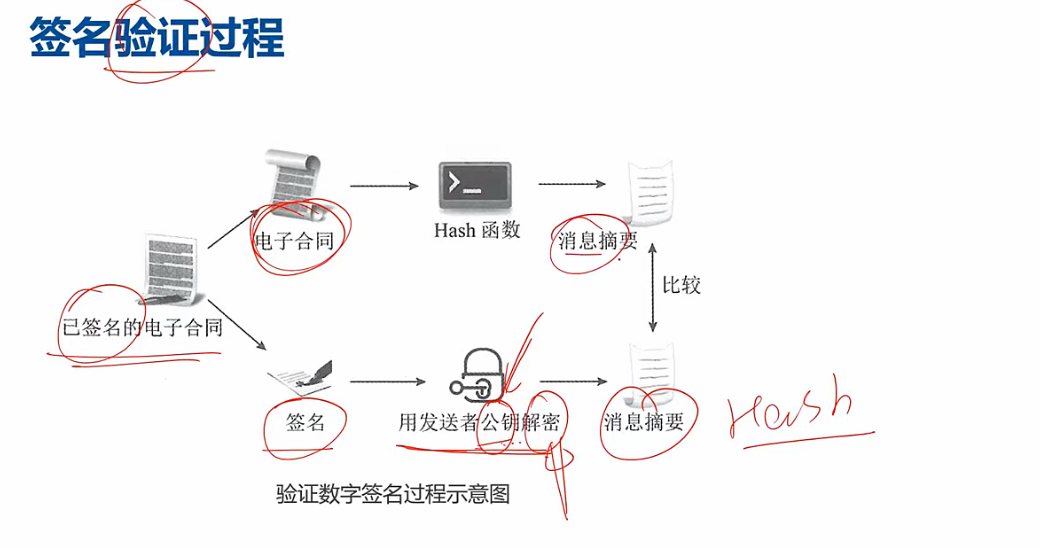 签名验证过程
电子合同
Hash 函数
消息摘要
比较
已签名的电子合同
签名
用发送者公钥解密
消息摘要
Hash
验证数字签名过程示意图